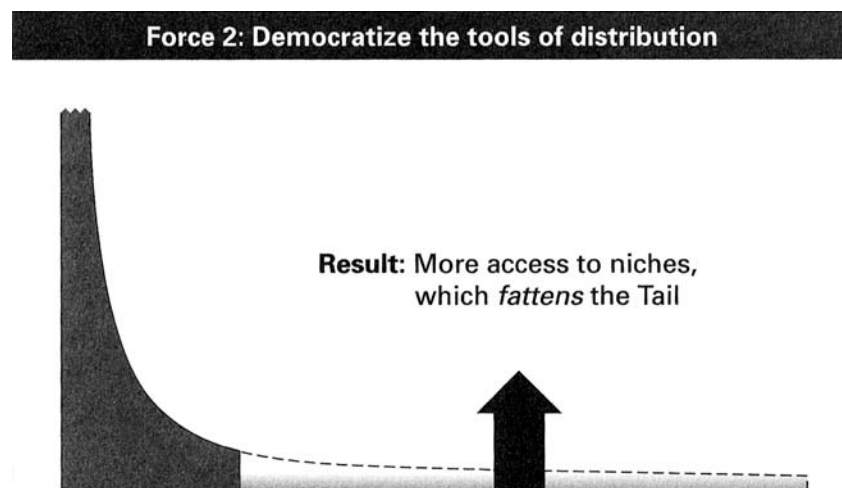 Force 2: Democratize the tools of distribution
Result: More access to niches,
which fattens the Tail